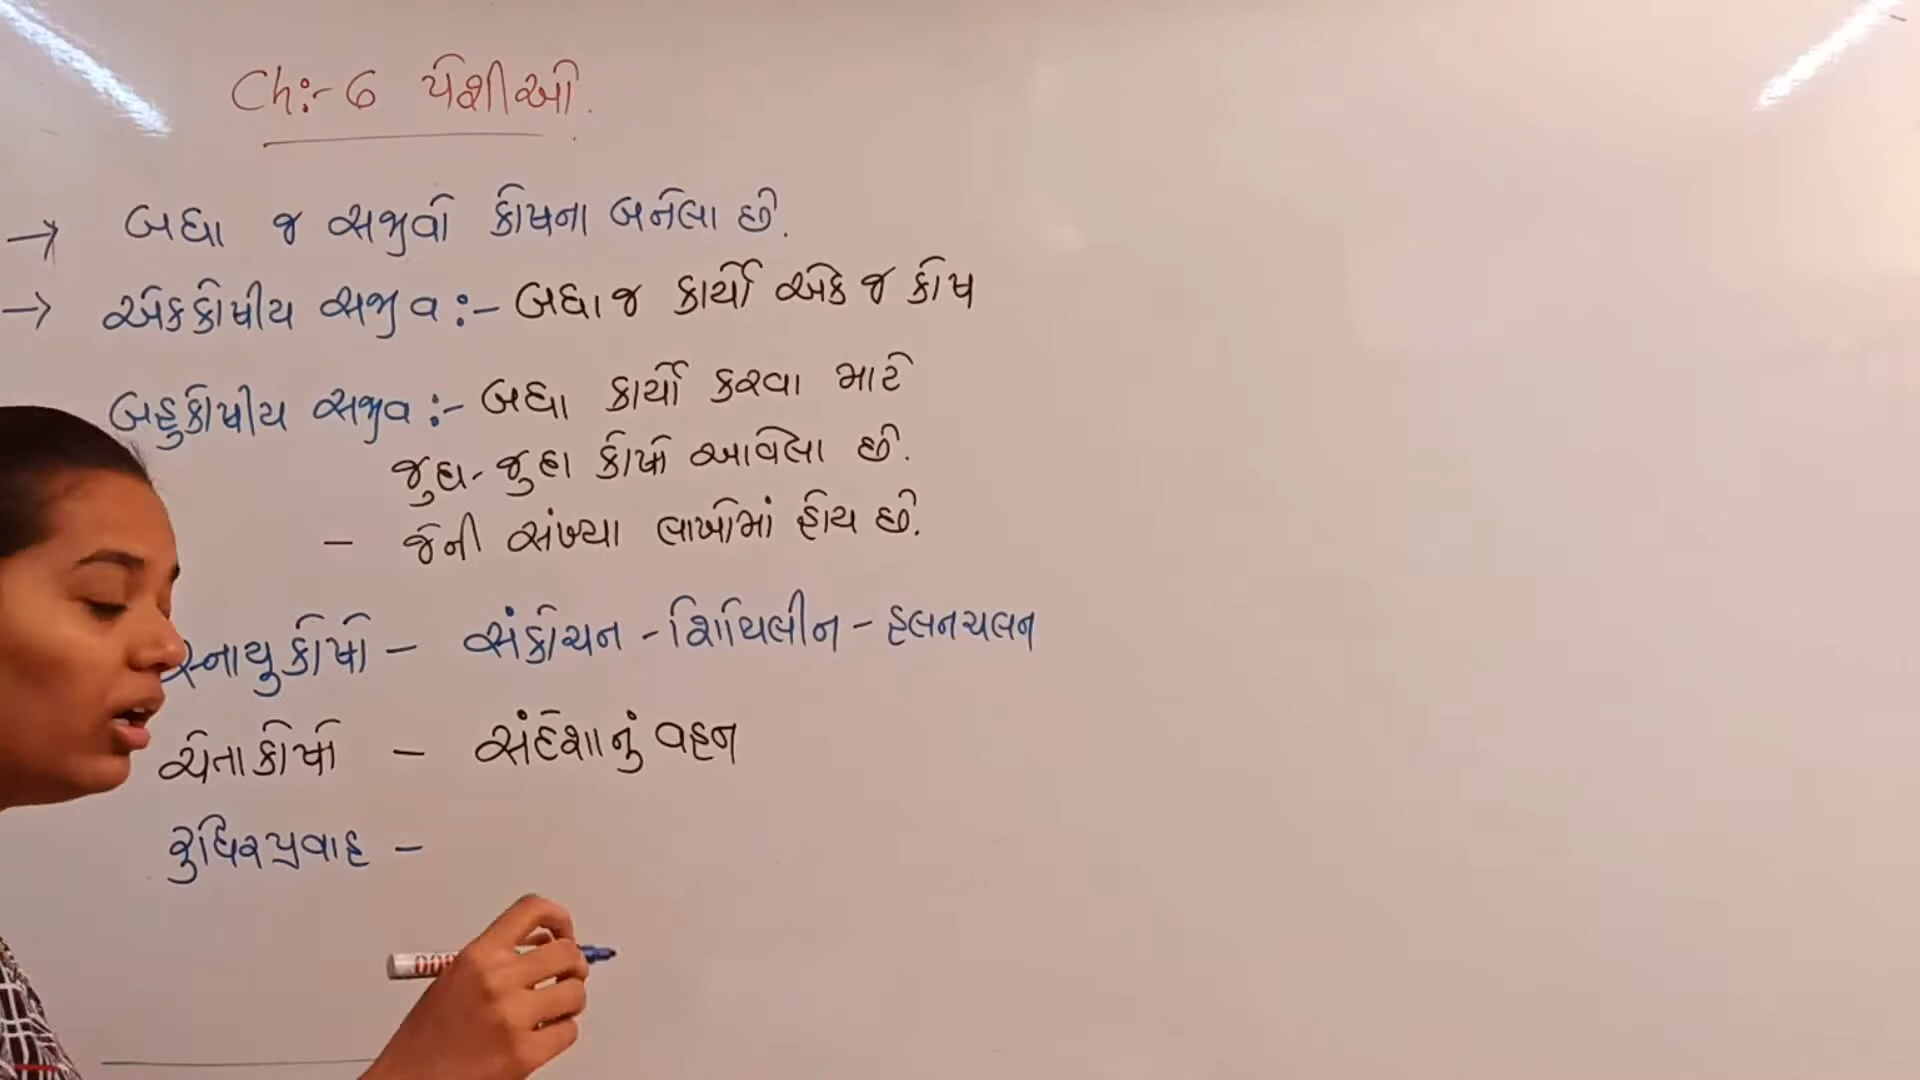 Ch:- 6 પેશીઓ.
→ બધા જ સજીવો કોષના બનેલા છે.
→ એકકોષીય સજીવ :- બધા જ કાર્યો એક જ કોષ
બહુકોષીય સજીવ :- બધા કાર્યો કરવા માટે
જુદા-જુદા કોષો આવેલા છે.
- જેની સંખ્યા લાખોમાં હોય છે.
સ્નાયુકોષો - સંકોચન - શિથિલીન - હલનચલન
ચેતાકોષો - સંદેશાનું વહન
રુધિરપ્રવાહ -